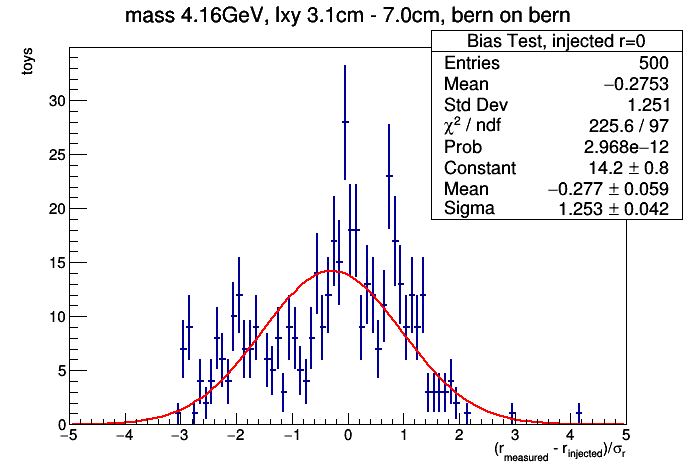 mass 4.16GeV, lxy 3.1cm - 7.0cm, bern on bern
toys
Bias Test, injected r=0
Entries 500
Mean −0.2753
Std Dev 1.251
χ² / ndf 225.6 / 97
Prob 2.968e−12
Constant 14.2 ± 0.8
Mean −0.277 ± 0.059
Sigma 1.253 ± 0.042
30
25
20
15
10
5
0
−5 −4 −3 −2 −1 0 1 2 3 4 5
(r_measured - r_injected)/σ_r